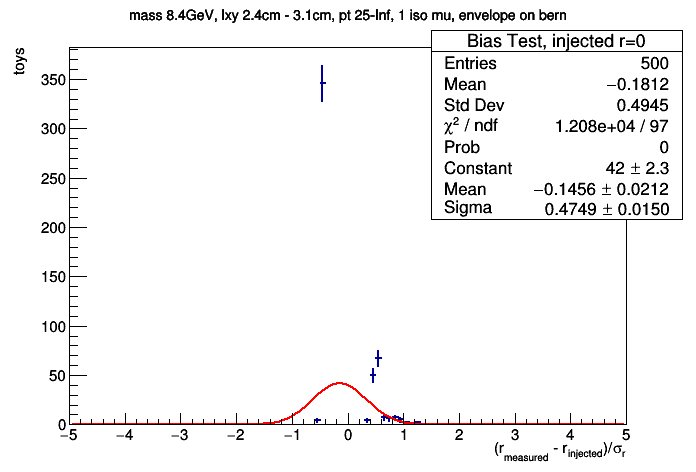 mass 8.4GeV, lxy 2.4cm - 3.1cm, pt 25-Inf, 1 iso mu, envelope on bern
Bias Test, injected r=0
Entries 500
Mean −0.1812
Std Dev 0.4945
χ² / ndf 1.208e+04 / 97
Prob 0
Constant 42 ± 2.3
Mean −0.1456 ± 0.0212
Sigma 0.4749 ± 0.0150
toys
350
300
250
200
150
100
50
0
−5 −4 −3 −2 −1 0 1 2 3 4 5
(r_measured - r_injected)/σ_r